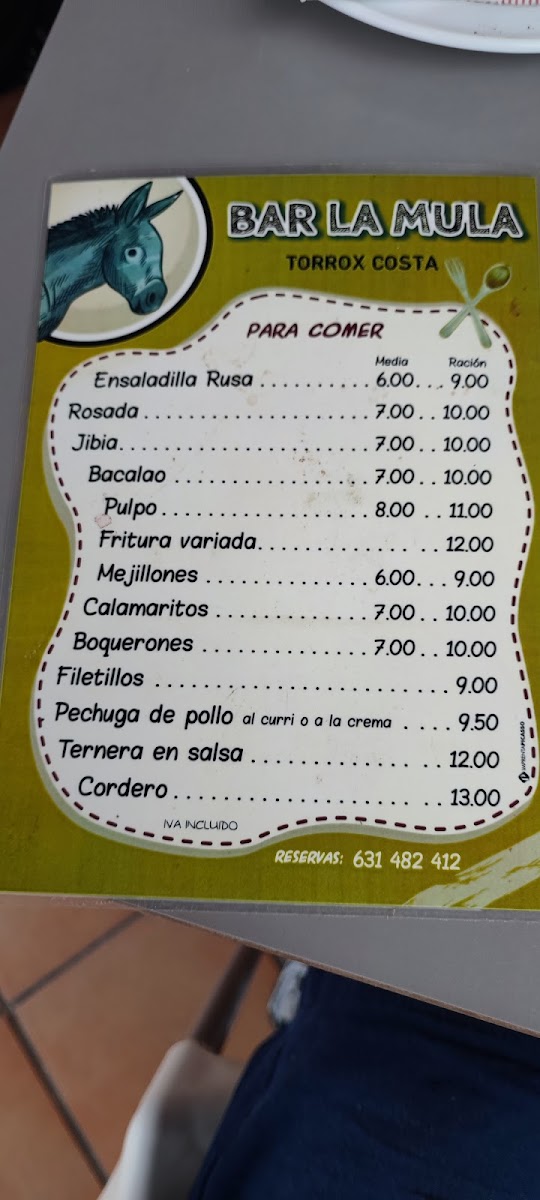 BAR LA MULA
TORROX COSTA
PARA COMER
Media Ración
Ensaladilla Rusa .......... 6.00... 9.00
Rosada .................... 7.00.. 10.00
Jibia...................... 7.00.. 10.00
Bacalao ................. 7.00.. 10.00
Pulpo ................... 8.00 .. 11.00
Fritura variada............... .. 12.00
Mejillones .............. 6.00... 9.00
Calamaritos .............. 7.00.. 10.00
Boquerones ............... 7.00.. 10.00
Filetillos ............................ 9.00
Pechuga de pollo al curri o a la crema .... 9.50
Ternera en salsa ................. 12.00
Cordero ........................ 13.00
IVA INCLUIDO
IMPRENTA PICASSO
RESERVAS: 631 482 412